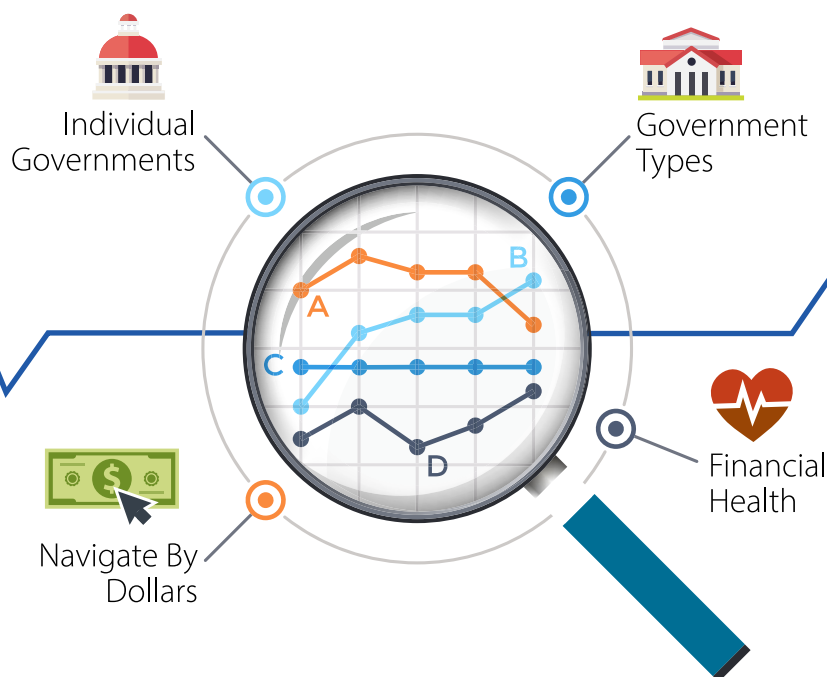 Individual
Governments
Government
Types
A
B
C
D
$
Navigate By
Dollars
Financial
Health